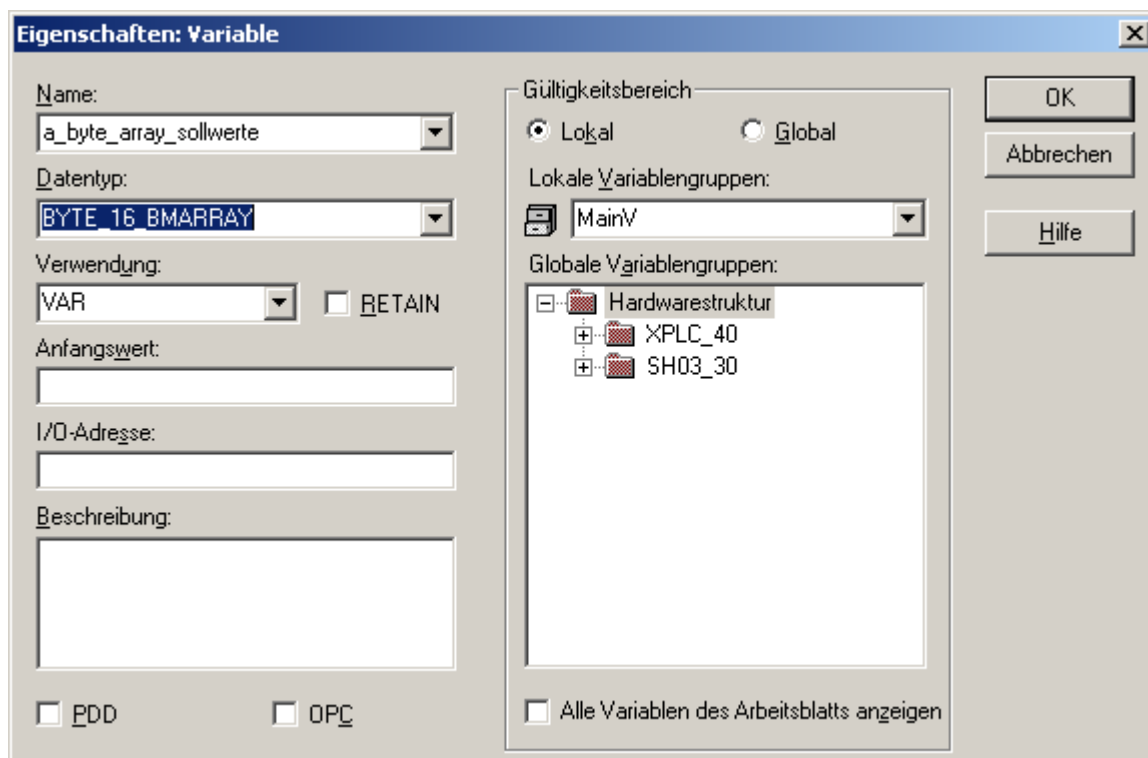 Eigenschaften: Variable
Name:
a_byte_array_sollwerte
Datentyp:
BYTE_16_BMARRAY
Verwendung:
VAR
RETAIN
Anfangswert:
I/O-Adresse:
Beschreibung:
PDD
OPC
Gültigkeitsbereich
Lokal
Global
Lokale Variablengruppen:
MainV
Globale Variablengruppen:
Hardwarestruktur
XPLC_40
SH03_30
Alle Variablen des Arbeitsblatts anzeigen
OK
Abbrechen
Hilfe